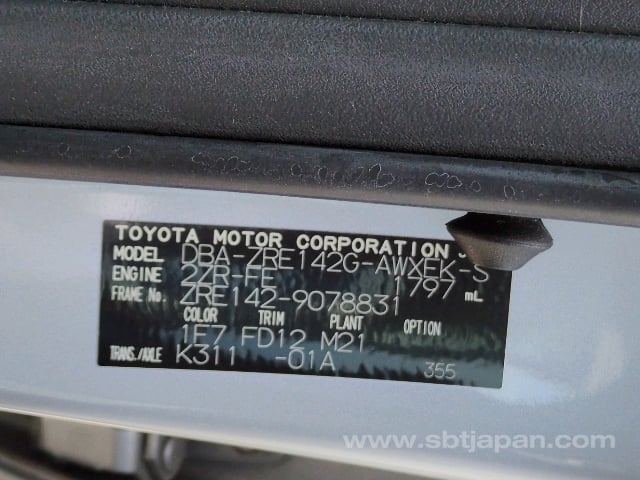 TOYOTA MOTOR CORPORATION
MODEL DBA-ZRE142G-AWXEK-S
ENGINE 2ZR-FE 1797 mL
FRAME No. ZRE142-9078831
COLOR TRIM PLANT OPTION
1F7 FD12 M21
TRANS./AXLE K311 -01A 355
www.sbtjapan.com